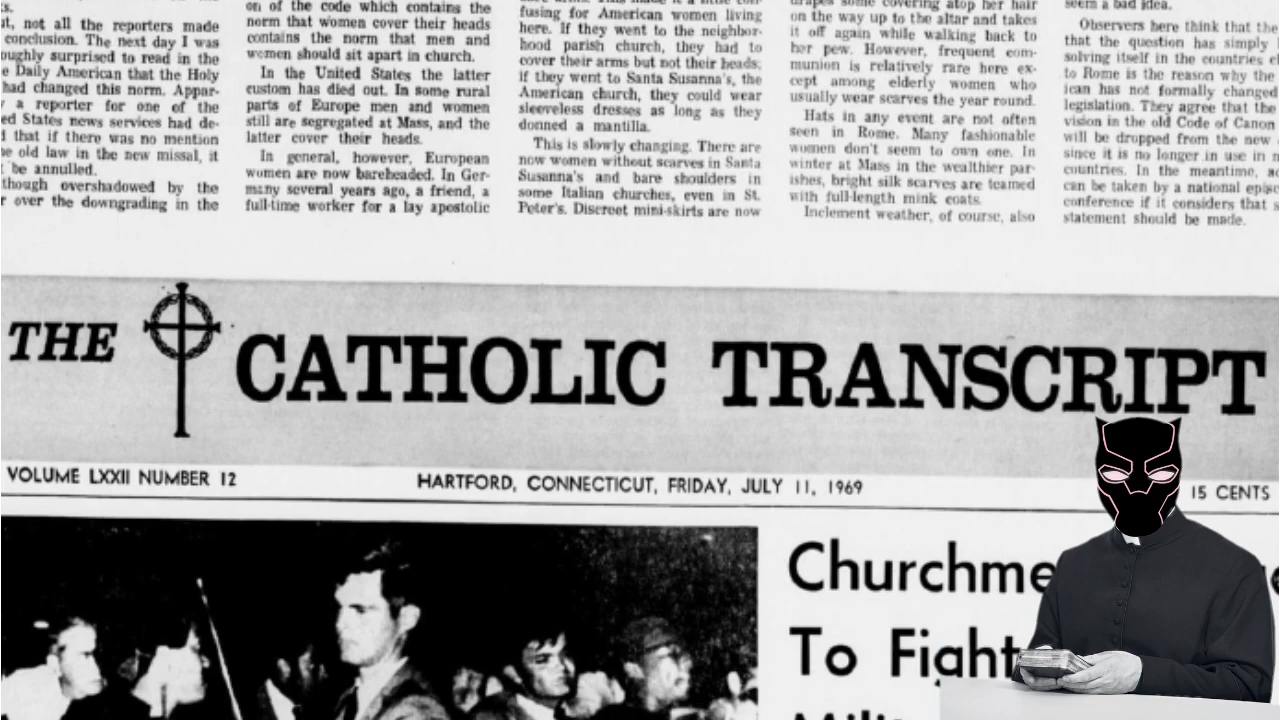 s.
t, not all the reporters made
conclusion. The next day I was
oughly surprised to read in the
e Daily American that the Holy
had changed this norm. Appar-
y a reporter for one of the
ed States news services had de-
d that if there was no mention
e old law in the new missal, it
t be annulled.
though overshadowed by the
r over the downgrading in the
on of the code which contains the
norm that women cover their heads
contains the norm that men and
women should sit apart in church.
In the United States the latter
custom has died out. In some rural
parts of Europe men and women
still are segregated at Mass, and the
latter cover their heads.
In general, however, European
women are now bareheaded. In Ger-
many several years ago, a friend, a
full-time worker for a lay apostolic
fusing for American women living
here. If they went to the neighbor-
hood parish church, they had to
cover their arms but not their heads;
if they went to Santa Susanna's, the
American church, they could wear
sleeveless dresses as long as they
donned a mantilla.
This is slowly changing. There are
now women without scarves in Santa
Susanna's and bare shoulders in
some Italian churches, even in St.
Peter's. Discreet mini-skirts are now
drapes some covering atop her hair
on the way up to the altar and takes
it off again while walking back to
her pew. However, frequent com-
munion is relatively rare here ex-
cept among elderly women who
usually wear scarves the year round.
Hats in any event are not often
seen in Rome. Many fashionable
women don't seem to own one. In
winter at Mass in the wealthier par-
ishes, bright silk scarves are teamed
with full-length mink coats.
Inclement weather, of course, also
seem a bad idea.
Observers here think that the
that the question has simply
solving itself in the countries cl
to Rome is the reason why the
ican has not formally changed
legislation. They agree that the
vision in the old Code of Canon
will be dropped from the new
since it is no longer in use in m
countries. In the meantime, ac
can be taken by a national episc
conference if it considers that s
statement should be made.
THE CATHOLIC TRANSCRIPT
VOLUME LXXII NUMBER 12 HARTFORD, CONNECTICUT, FRIDAY, JULY 11, 1969 15 CENTS
Churchme
To Fight